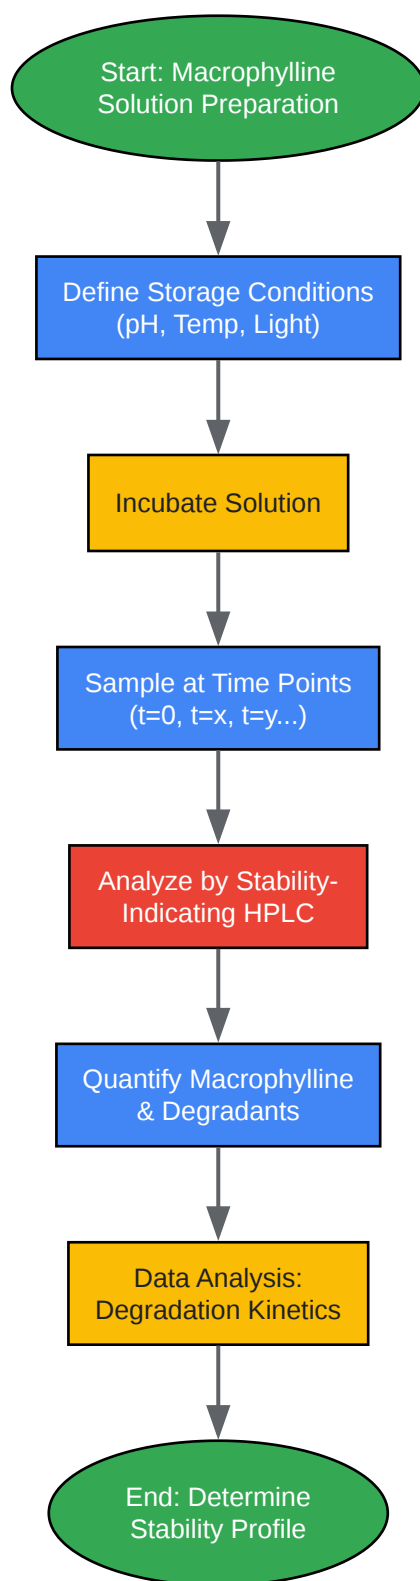 Start: Macrophylline
Solution Preparation
Define Storage Conditions
(pH, Temp, Light)
Incubate Solution
Sample at Time Points
(t=0, t=x, t=y...)
Analyze by Stability-
Indicating HPLC
Quantify Macrophylline
& Degradants
Data Analysis:
Degradation Kinetics
End: Determine
Stability Profile